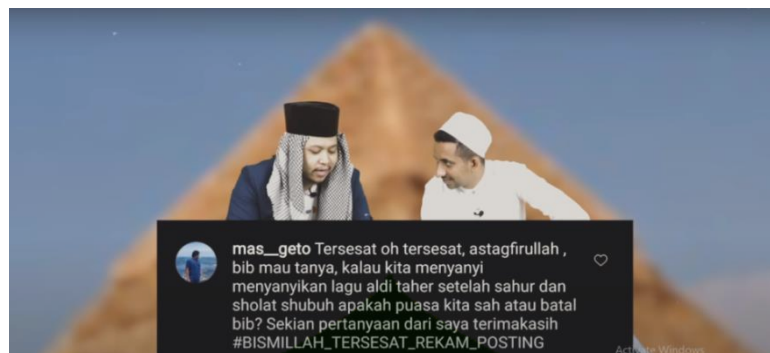 mas__geto Tersesat oh tersesat, astagfirullah ,
bib mau tanya, kalau kita menyanyi
menyanyikan lagu aldi taher setelah sahur dan
sholat shubuh apakah puasa kita sah atau batal
bib? Sekian pertanyaan dari saya terimakasih
#BISMILLAH_TERSESAT_REKAM_POSTING
Activate Windows